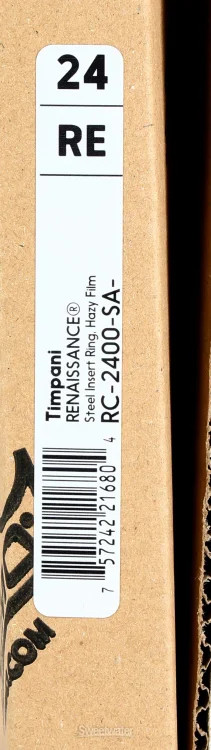 24
RE
Timpani
RENAISSANCE®
Steel Insert Ring, Hazy Film
RC-2400-SA-
7 57242 21680 4
.COM
Sweetwater